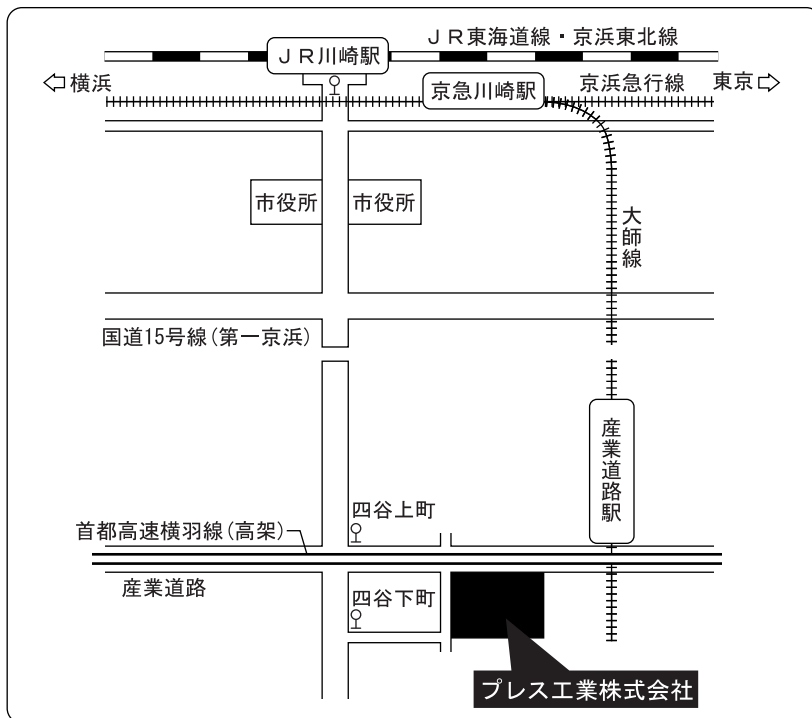 ＪＲ東海道線・京浜東北線
ＪＲ川崎駅
横浜
京急川崎駅
京浜急行線
東京
市役所
市役所
大師線
国道15号線(第一京浜)
産業道路駅
四谷上町
首都高速横羽線(高架)
産業道路
四谷下町
プレス工業株式会社